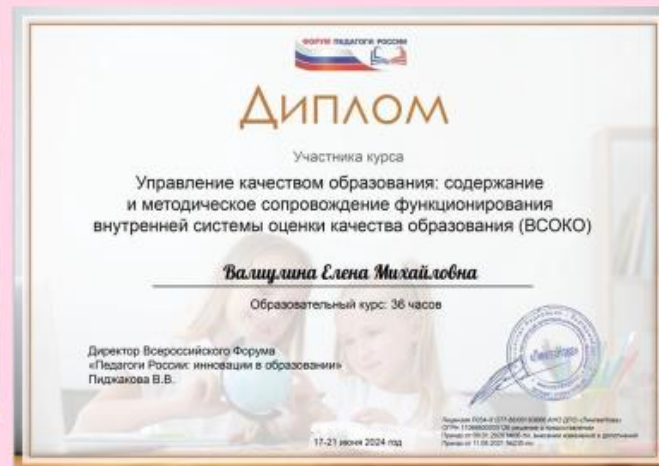 ФОРУМ ПЕДАГОГИ РОССИИ
Диплом
Участника курса
Управление качеством образования: содержание
и методическое сопровождение функционирования
внутренней системы оценки качества образования (ВСОКО)
Валиулина Елена Михайловна
Образовательный курс: 36 часов
Директор Всероссийского Форума
«Педагоги России: инновации в образовании»
Пиджакова В.В.
17-21 июня 2024 год